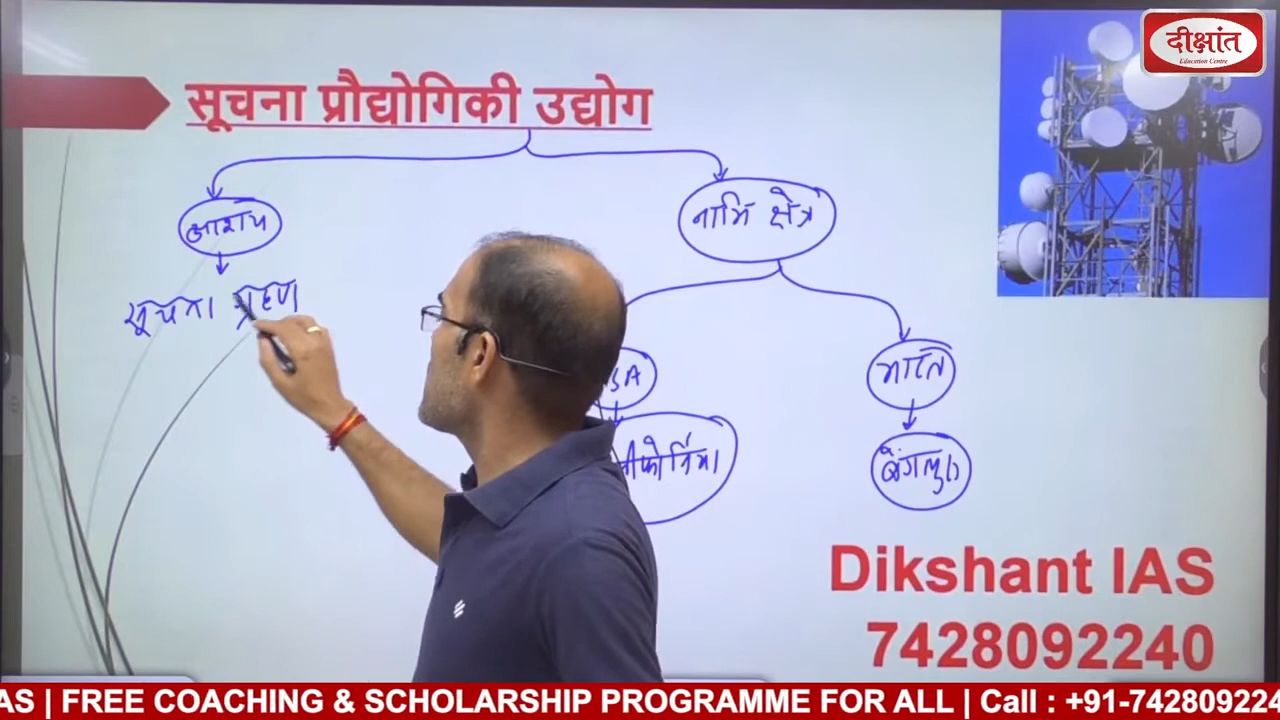 दीक्षांत
Education Centre
सूचना प्रौद्योगिकी उद्योग
आशय
नाभि क्षेत्र
सूचना ग्रहण
भारत
बेंगलुरु
Dikshant IAS
7428092240
AS | FREE COACHING & SCHOLARSHIP PROGRAMME FOR ALL | Call : +91-742809224